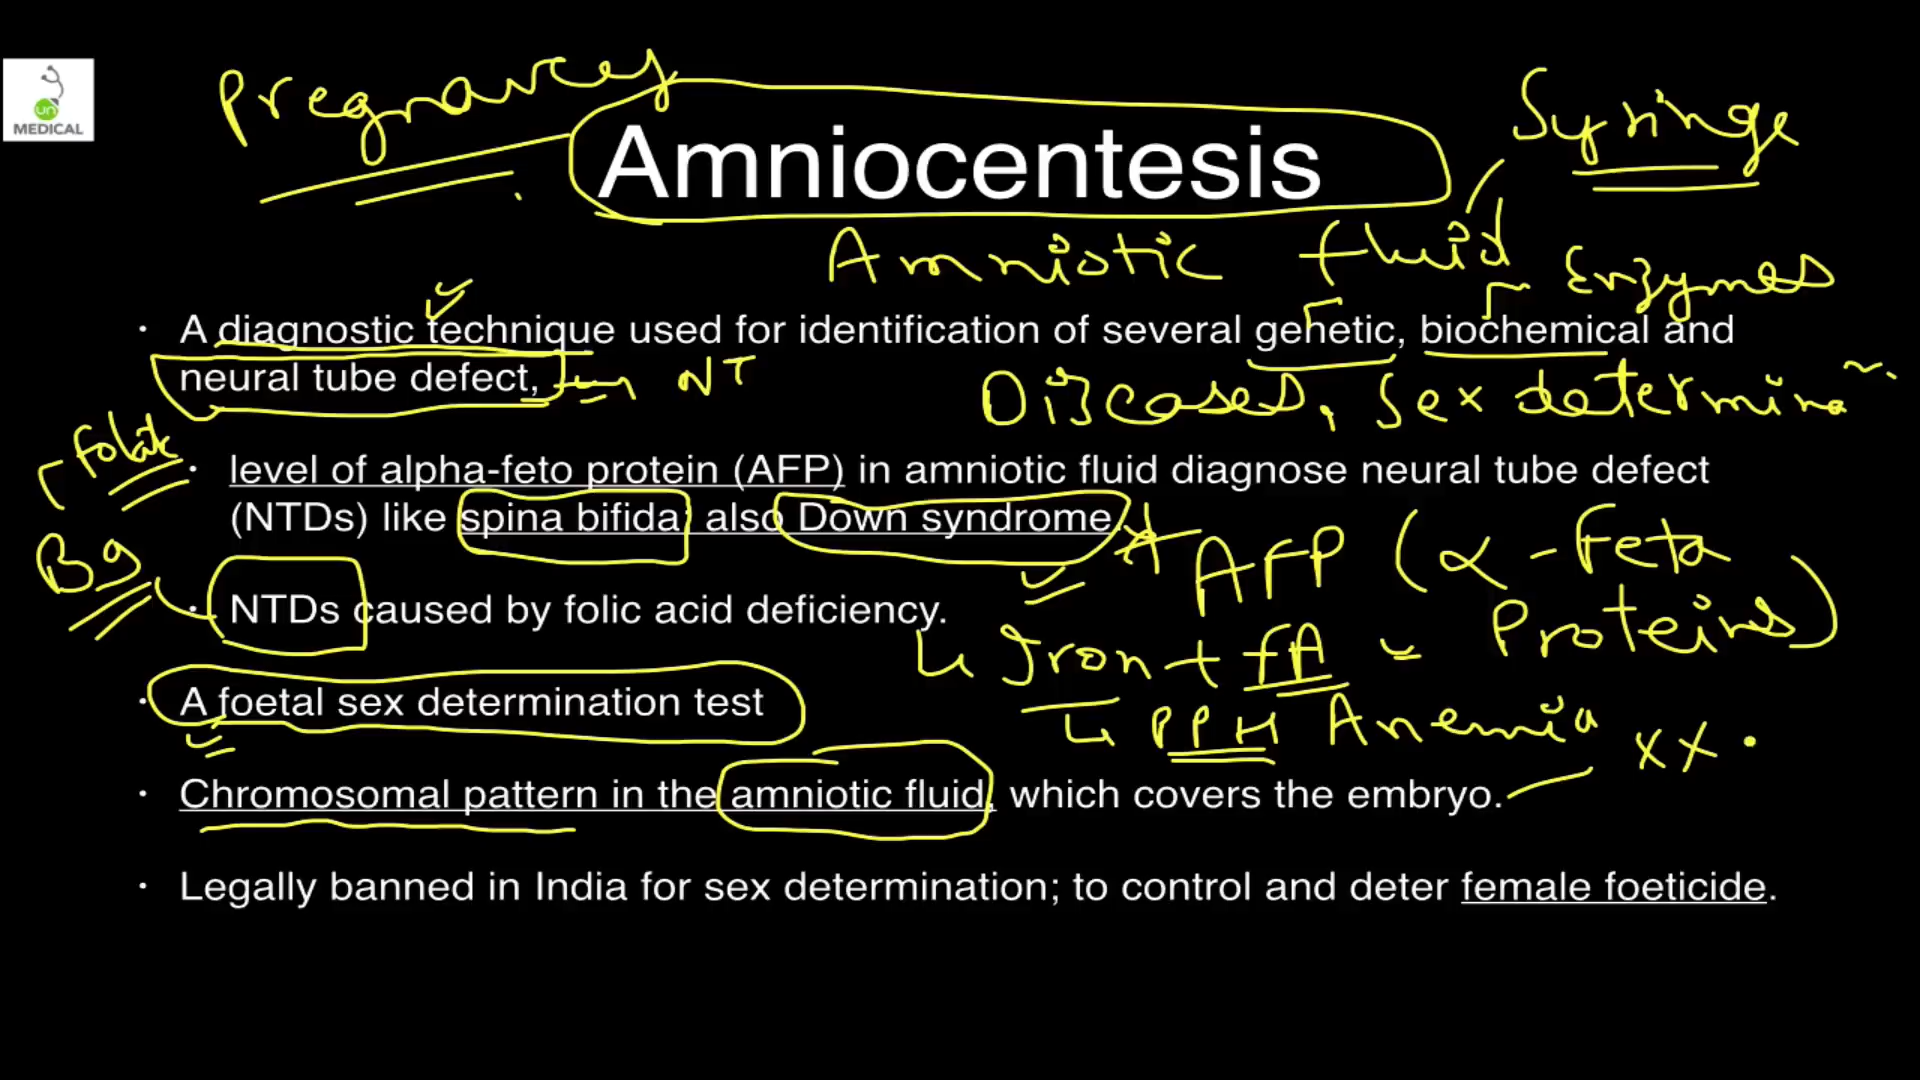 Pregnancy
Syringe
un
MEDICAL
Amniocentesis
Amniotic fluid
Enzymes
· A diagnostic technique used for identification of several genetic, biochemical and
neural tube defect,
NT
Diseases, Sex determina
Folate
· level of alpha-feto protein (AFP) in amniotic fluid diagnose neural tube defect
(NTDs) like spina bifida; also Down syndrome.
AFP (α-Feta
Proteins)
B9
· NTDs caused by folic acid deficiency.
Iron + FA
· A foetal sex determination test
PPH Anemia
XX
· Chromosomal pattern in the amniotic fluid, which covers the embryo.
· Legally banned in India for sex determination; to control and deter female foeticide.